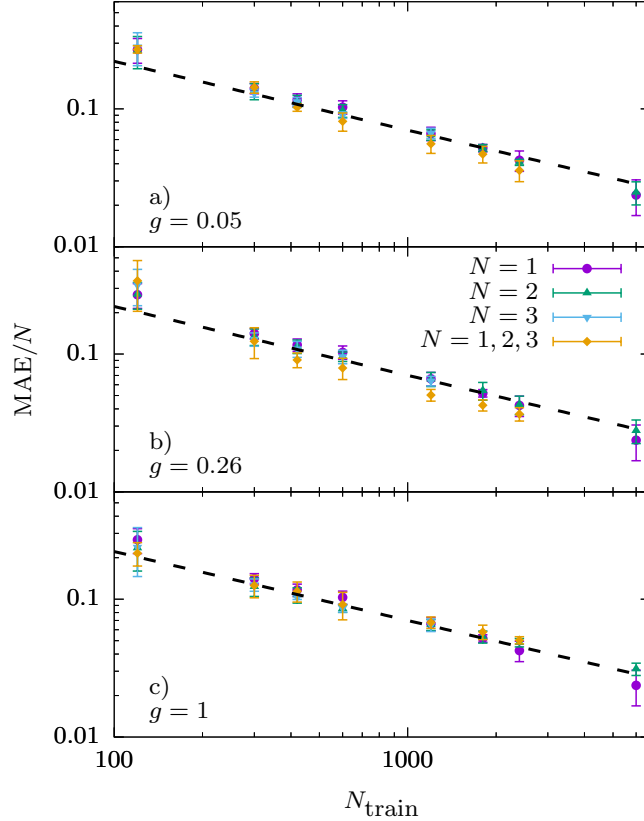 0.1
a)
g = 0.05
0.01
N = 1
N = 2
N = 3
N = 1, 2, 3
0.1
MAE/N
b)
g = 0.26
0.01
0.1
c)
g = 1
0.01
100 1000
N_train